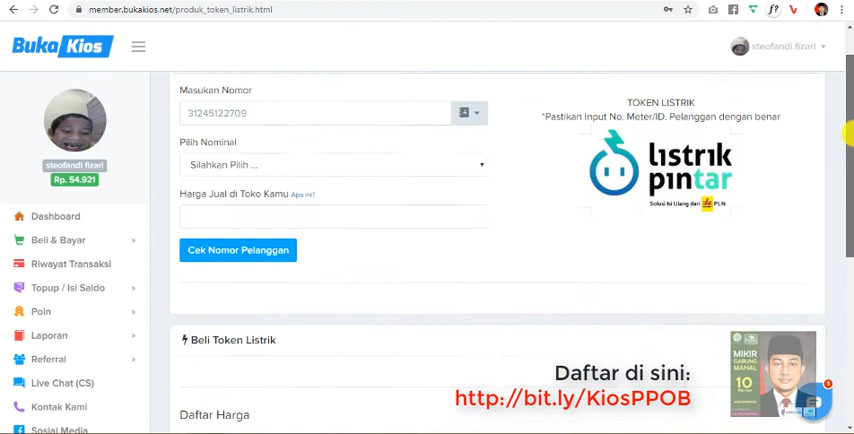 member.bukakios.net/produk_token_listrik.html
Buka Kios
steofandi fizari
Masukan Nomor
31245122709
Pilih Nominal
Silahkan Pilih ...
Harga Jual di Toko Kamu Apa ini?
Cek Nomor Pelanggan
TOKEN LISTRIK
*Pastikan Input No. Meter/ID. Pelanggan dengan benar
listrik
pintar
Solusi Isi Ulang dari PLN
steofandi fizari
Rp. 54.921
Dashboard
Beli & Bayar
Riwayat Transaksi
Topup / Isi Saldo
Poin
Laporan
Referral
Live Chat (CS)
Kontak Kami
Sosial Media
Beli Token Listrik
Daftar Harga
Daftar di sini:
http://bit.ly/KiosPPOB
MIKIR
GABUNG
MAHAL
10
1